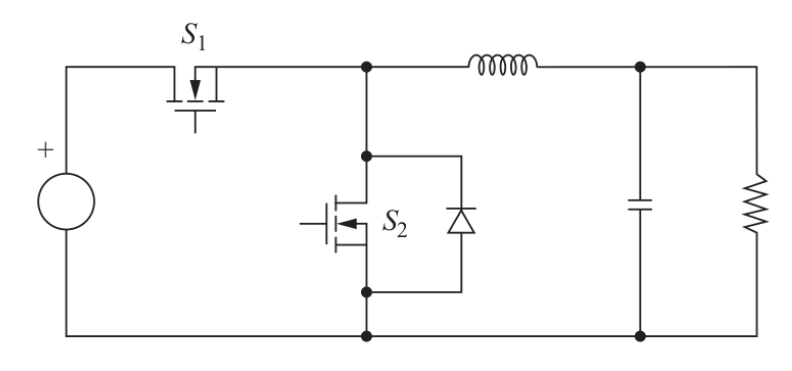 S₁
+
S₂